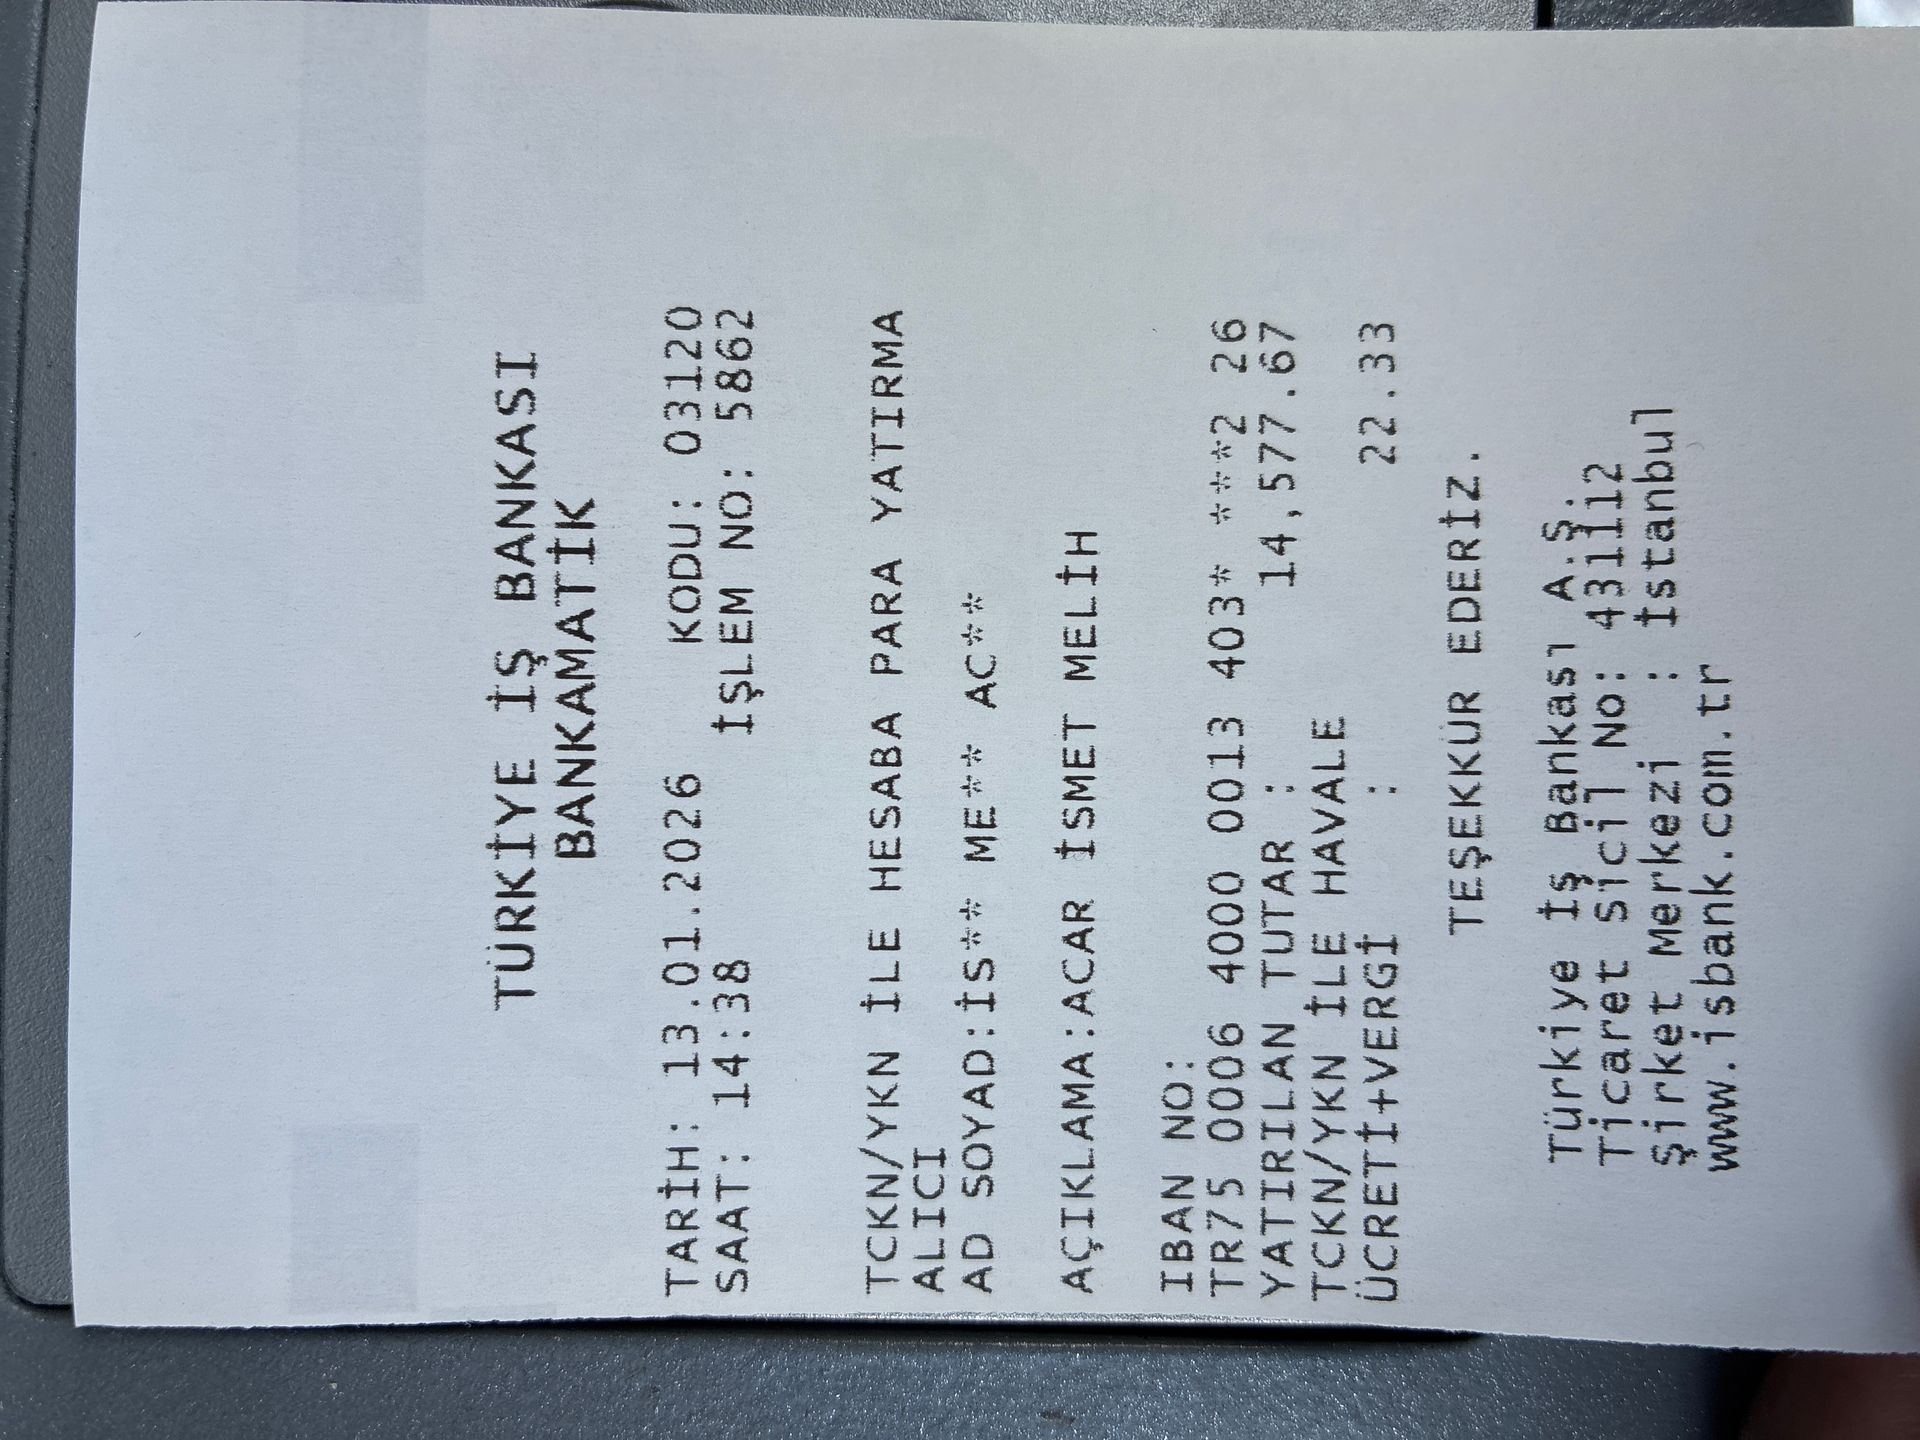 TÜRKİYE İŞ BANKASI
BANKAMATİK
TARİH: 13.01.2026 KODU: 03120
SAAT: 14:38 İŞLEM NO: 5862
TCKN/YKN İLE HESABA PARA YATIRMA
ALICI
AD SOYAD:İS** ME** AC**
AÇIKLAMA:ACAR İSMET MELİH
IBAN NO:
TR75 0006 4000 0013 403* ***2 26
YATIRILAN TUTAR : 14,577.67
TCKN/YKN İLE HAVALE
ÜCRETİ+VERGİ : 22.33
TEŞEKKÜR EDERİZ.
Türkiye İş Bankası A.Ş.
Ticaret Sicil No: 431112
Şirket Merkezi : İstanbul
www.isbank.com.tr